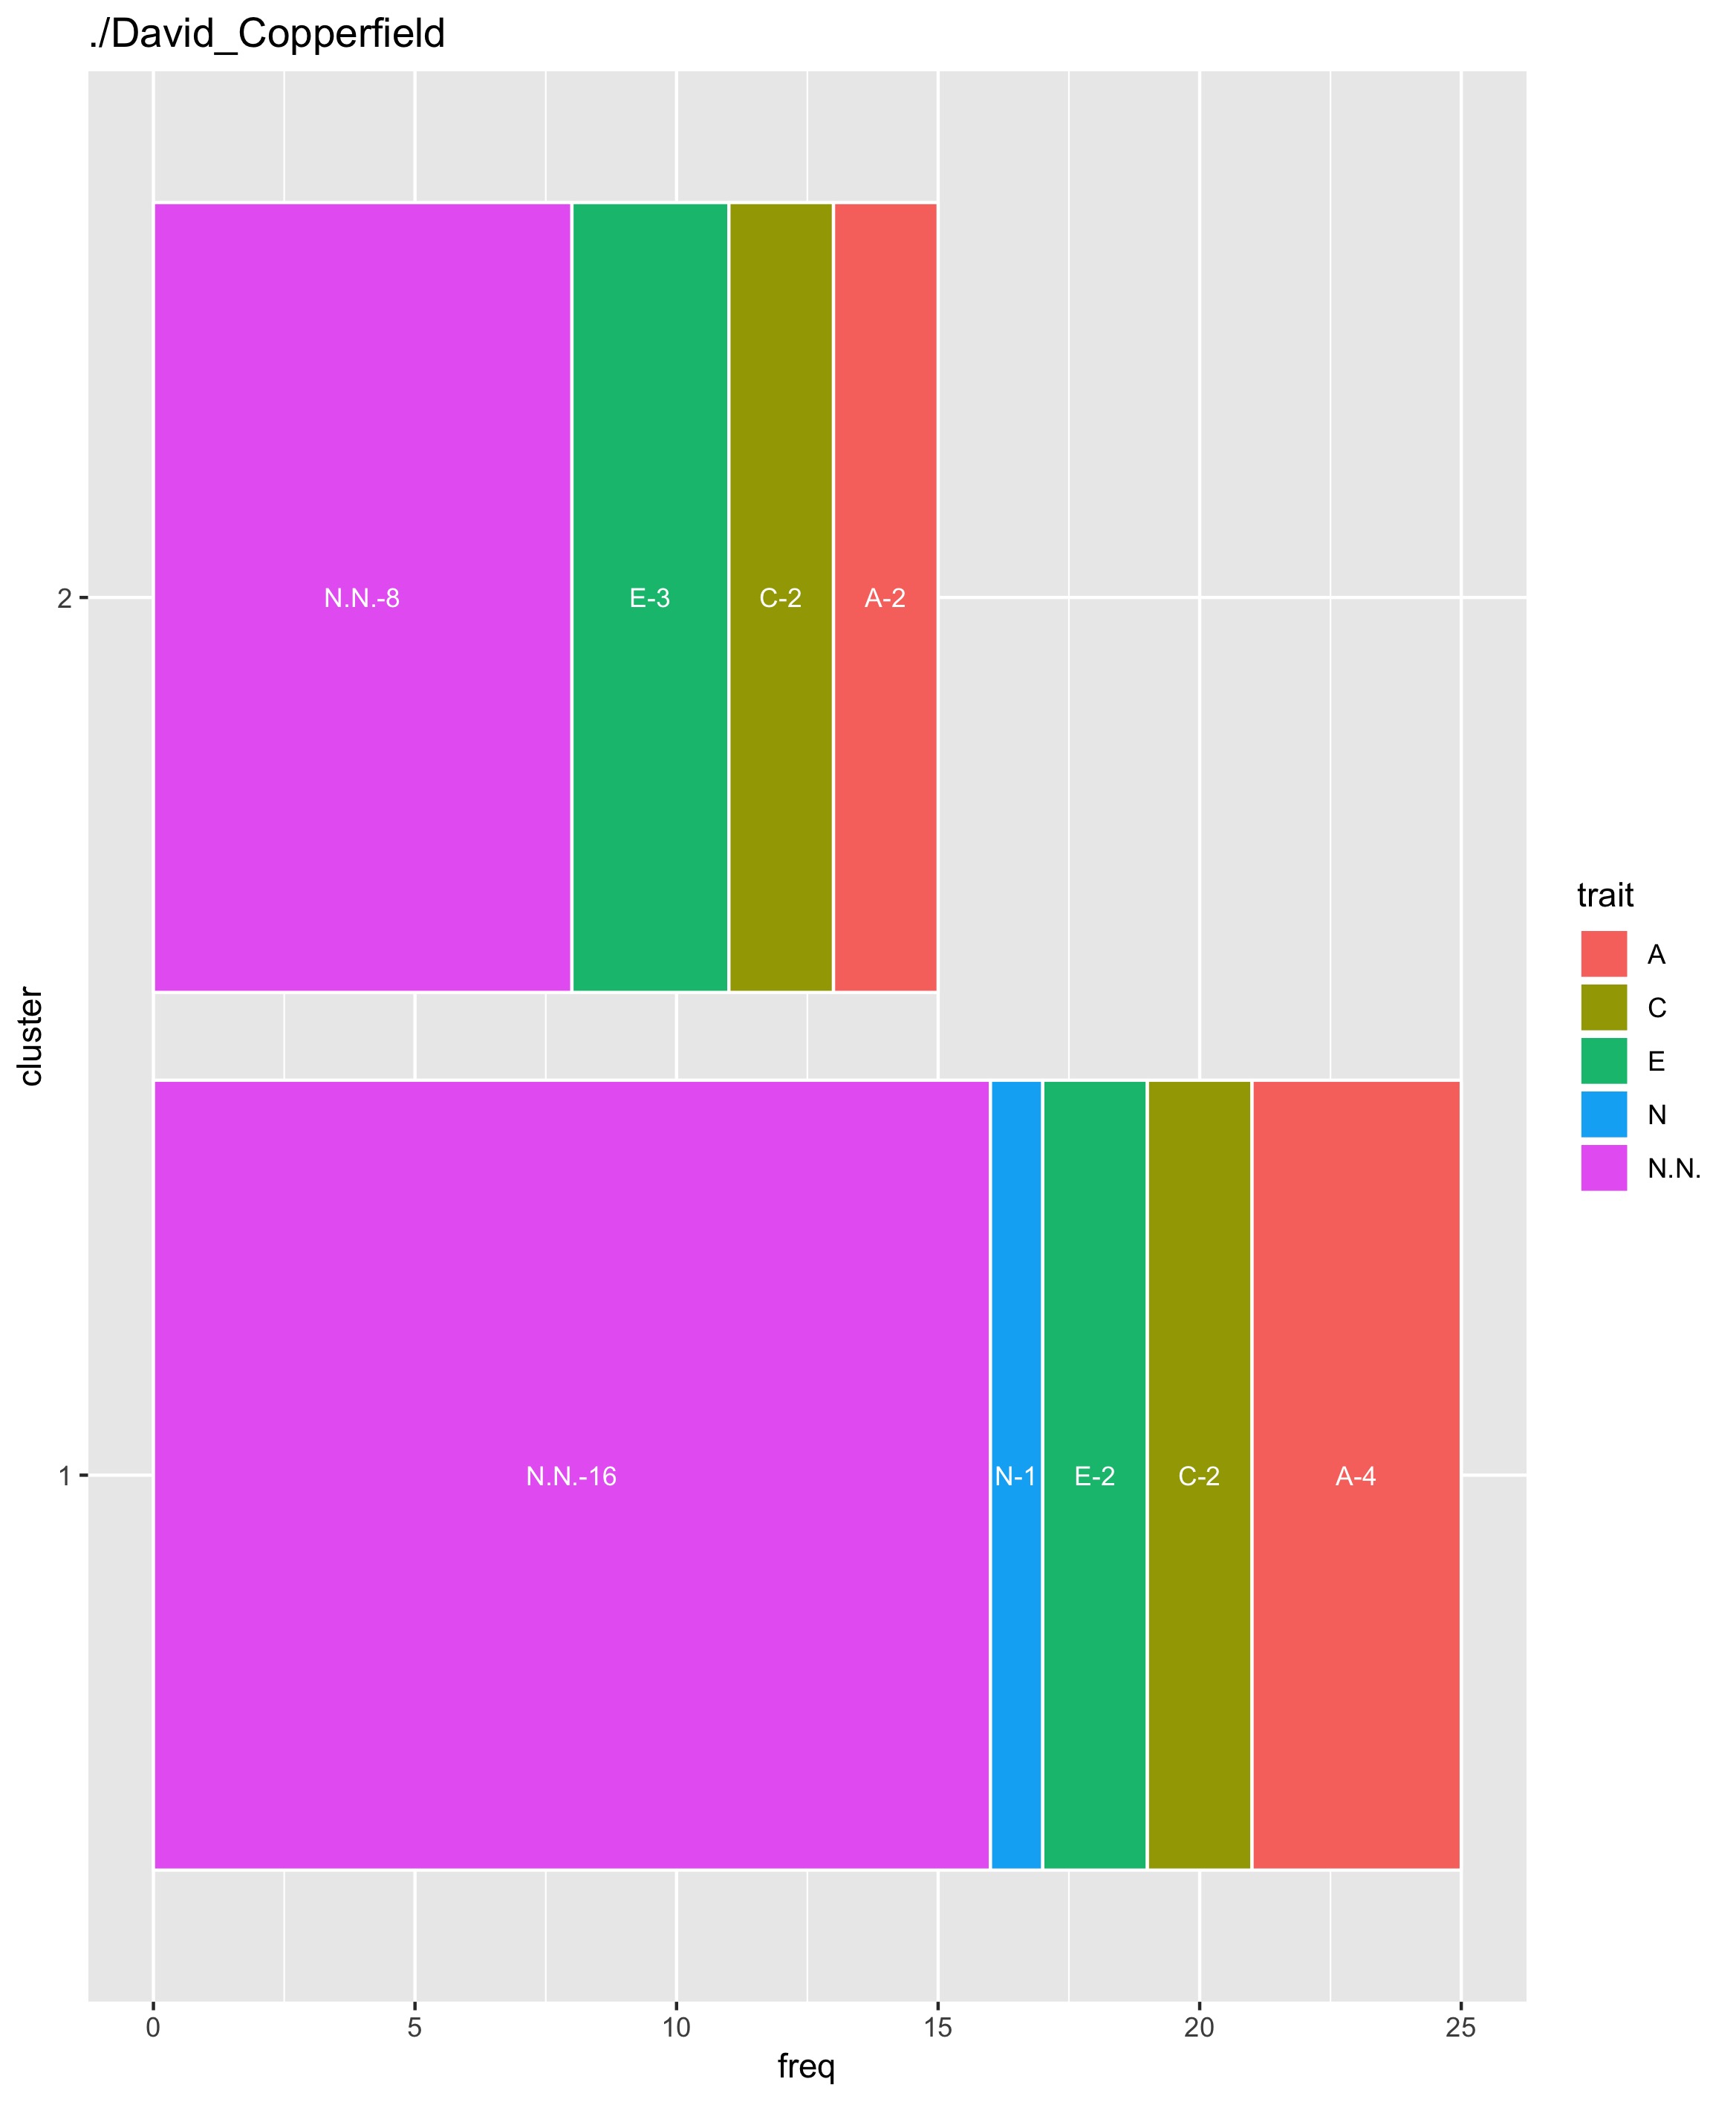 ./David_Copperfield
2
N.N.-8
E-3
C-2
A-2
cluster
1
N.N.-16
N-1
E-2
C-2
A-4
0
5
10
15
20
25
freq
trait
A
C
E
N
N.N.